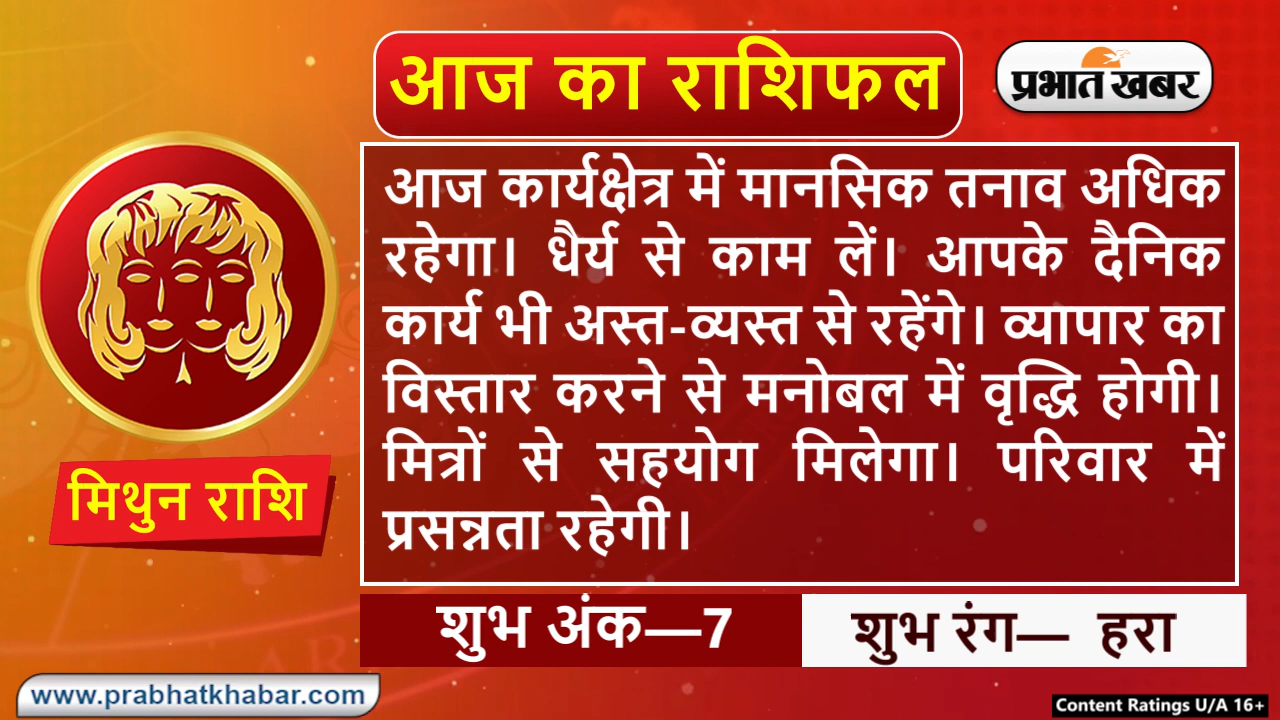 आज का राशिफल
प्रभात खबर
आज कार्यक्षेत्र में मानसिक तनाव अधिक
रहेगा। धैर्य से काम लें। आपके दैनिक
कार्य भी अस्त-व्यस्त से रहेंगे। व्यापार का
विस्तार करने से मनोबल में वृद्धि होगी।
मित्रों से सहयोग मिलेगा। परिवार में
प्रसन्नता रहेगी।
मिथुन राशि
शुभ अंक—7
शुभ रंग— हरा
www.prabhatkhabar.com
Content Ratings U/A 16+